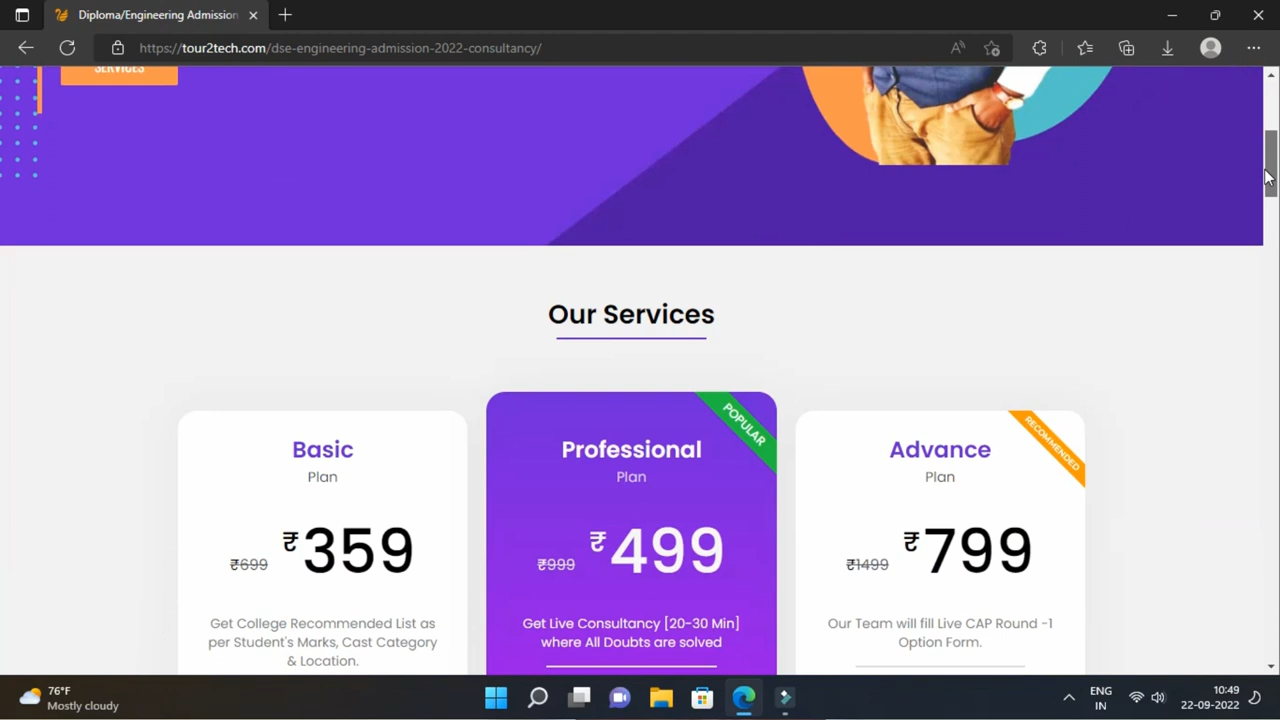 Diploma/Engineering Admission
https://tour2tech.com/dse-engineering-admission-2022-consultancy/
SERVICES
Our Services
POPULAR
RECOMMENDED
Basic
Plan
₹699 ₹359
Get College Recommended List as
per Student's Marks, Cast Category
& Location.
Professional
Plan
₹999 ₹499
Get Live Consultancy [20-30 Min]
where All Doubts are solved
Advance
Plan
₹1499 ₹799
Our Team will fill Live CAP Round -1
Option Form.
76°F
Mostly cloudy
ENG
IN
10:49
22-09-2022